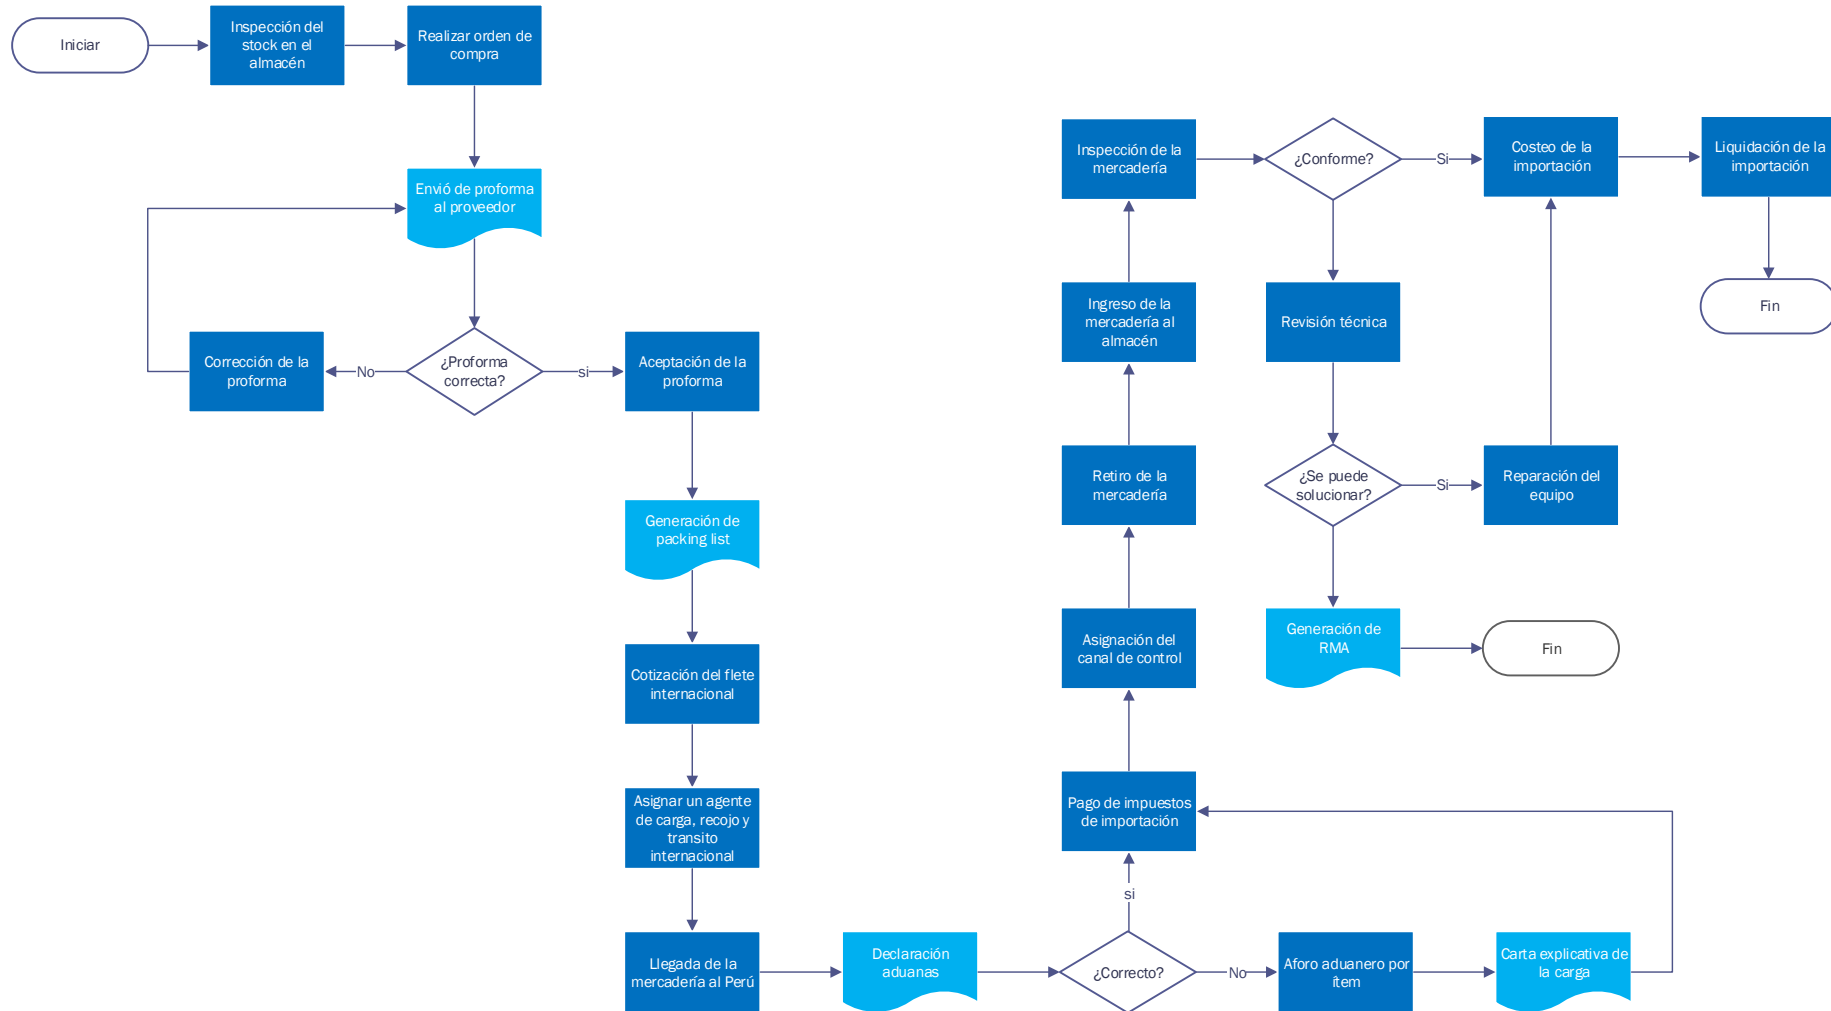 Iniciar
Inspección del
stock en el
almacén
Realizar orden de
compra
Envió de proforma
al proveedor
Corrección de la
proforma
No
¿Proforma
correcta?
si
Aceptación de la
proforma
Generación de
packing list
Cotización del flete
internacional
Asignar un agente
de carga, recojo y
transito
internacional
Llegada de la
mercadería al Perú
Declaración
aduanas
¿Correcto?
No
Aforo aduanero por
ítem
Carta explicativa de
la carga
si
Pago de impuestos
de importación
Asignación del
canal de control
Retiro de la
mercadería
Ingreso de la
mercadería al
almacén
Inspección de la
mercadería
¿Conforme?
Si
Costeo de la
importación
Liquidación de la
importación
Fin
Revisión técnica
¿Se puede
solucionar?
Si
Reparación del
equipo
Generación de
RMA
Fin